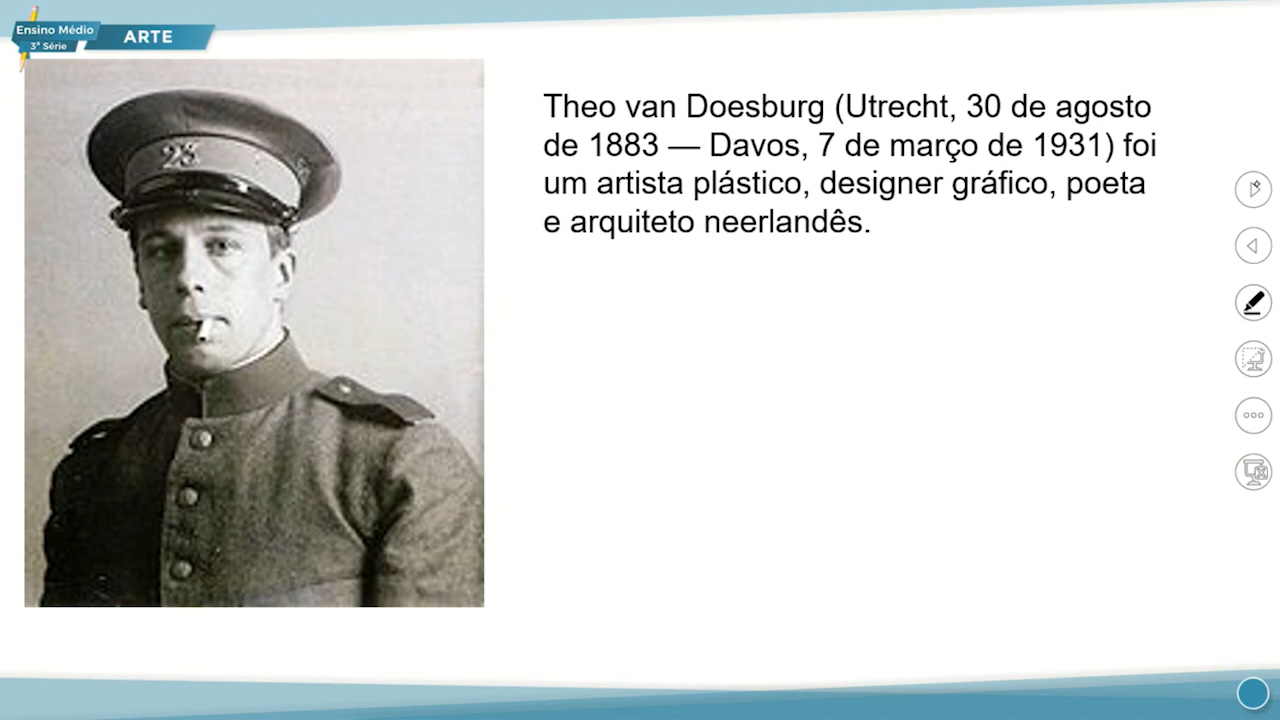 Ensino Médio
3ª Série
ARTE
23
Theo van Doesburg (Utrecht, 30 de agosto
de 1883 — Davos, 7 de março de 1931) foi
um artista plástico, designer gráfico, poeta
e arquiteto neerlandês.